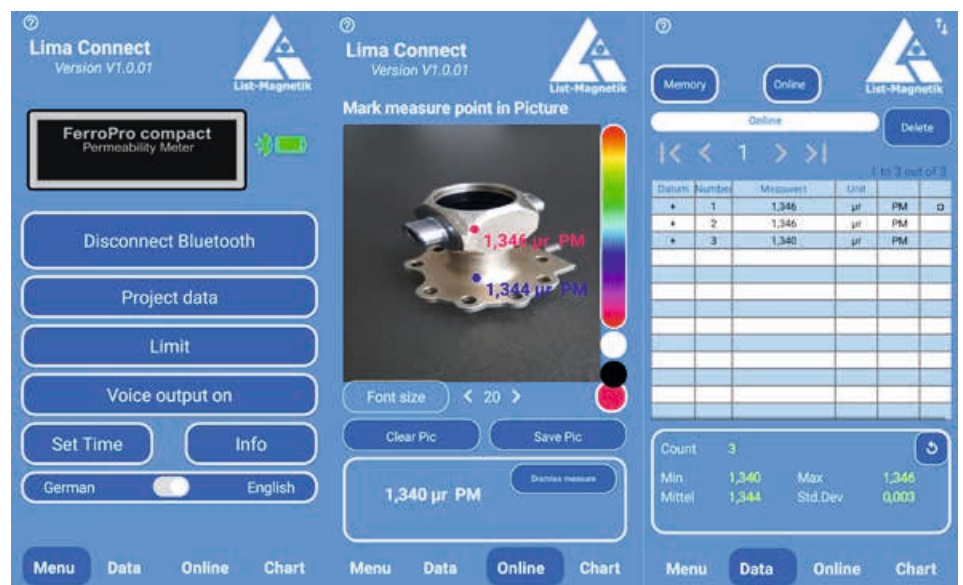 Lima Connect
Version V1.0.01
List-Magnetik
FerroPro compact
Permeability Meter
Disconnect Bluetooth
Project data
Limit
Voice output on
Set Time Info
German English
Menu Data Online Chart
Lima Connect
Version V1.0.01
List-Magnetik
Mark measure point in Picture
1,346 µr PM
1,344 µr PM
Font size < 20 >
Clear Pic Save Pic
Dismiss measure
1,340 µr PM
Menu Data Online Chart
List-Magnetik
Memory Online
Online
Delete
|< < 1 > >|
1 to 3 out of 3
Datum Number Messwert Unit
+ 1 1,346 µr PM
+ 2 1,346 µr PM
+ 3 1,340 µr PM
Count 3
Min 1,340 Max 1,346
Mittel 1,344 Std.Dev 0,003
Menu Data Online Chart